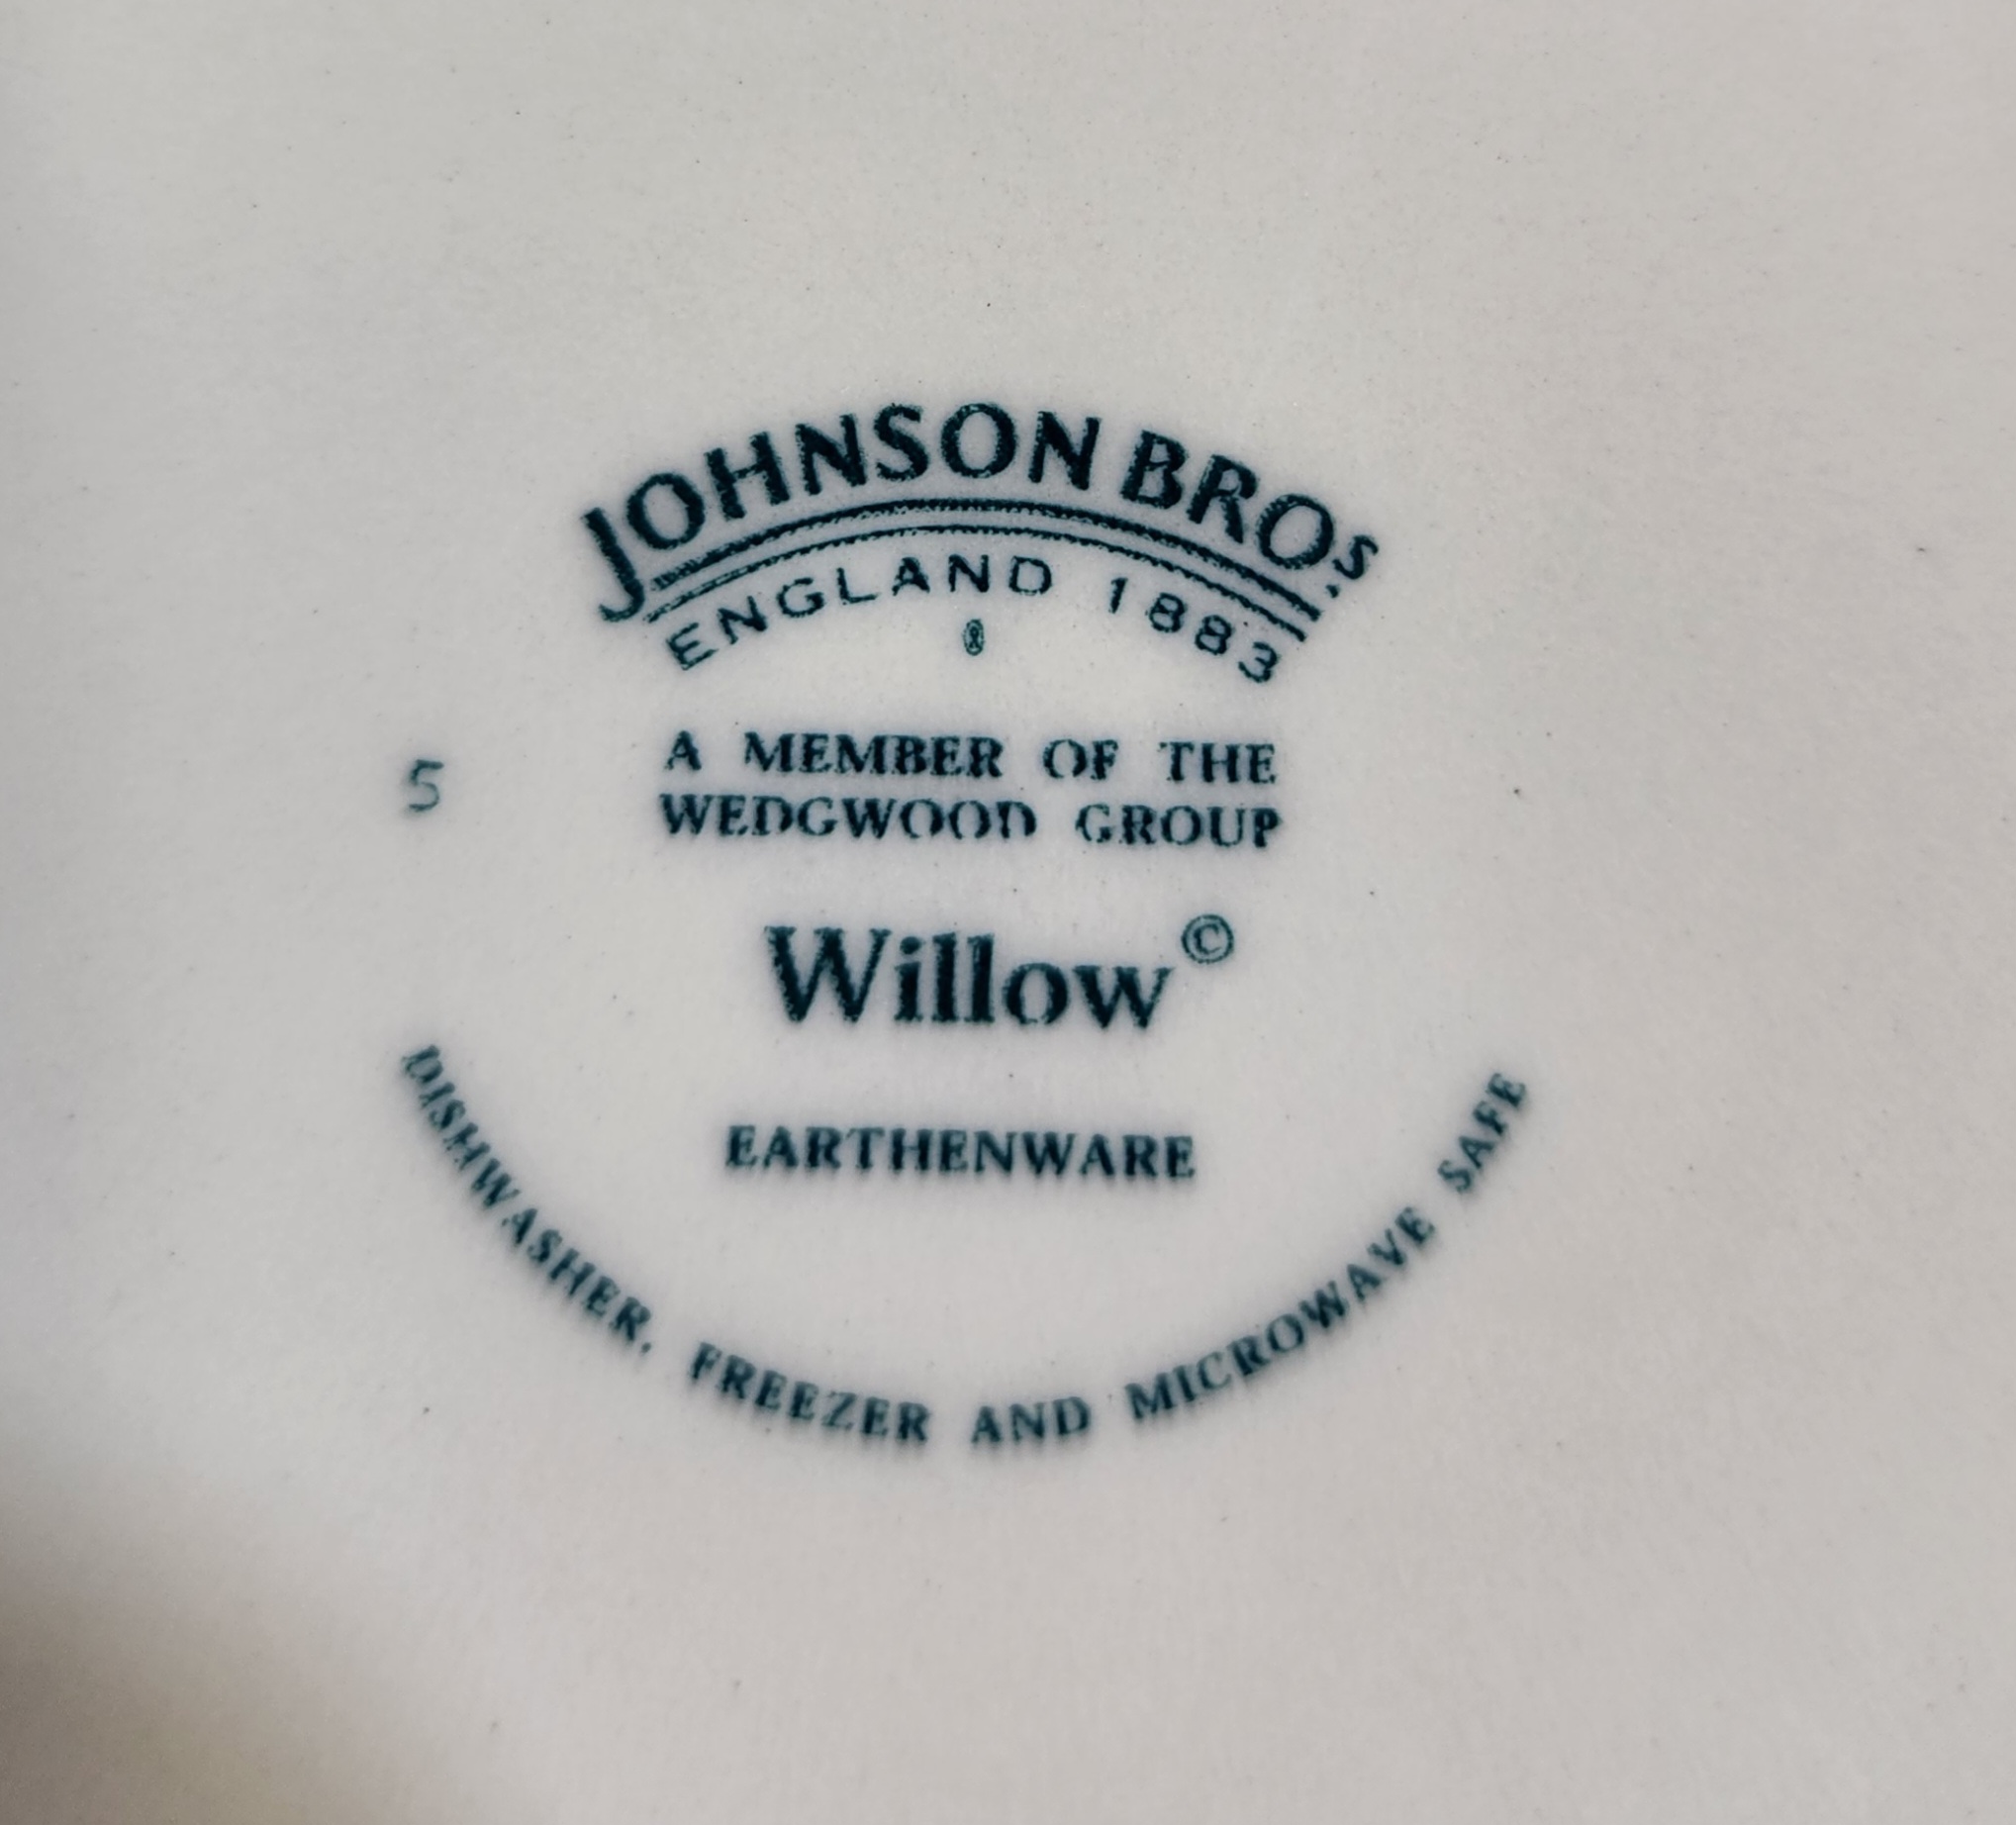 JOHNSON BROS.
ENGLAND 1883
®
A MEMBER OF THE
5
WEDGWOOD GROUP
Willow©
EARTHENWARE
DISHWASHER, FREEZER AND MICROWAVE SAFE